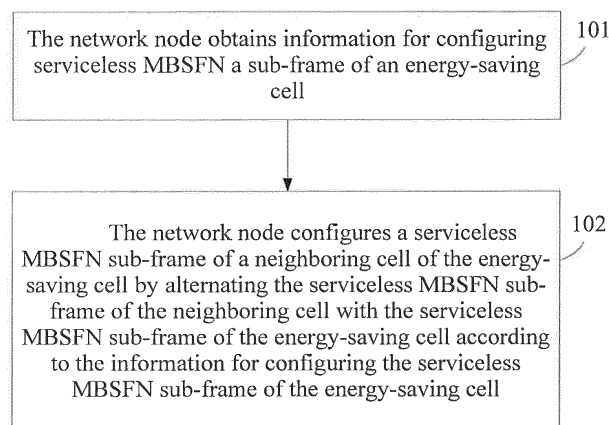 The network node obtains information for configuring
serviceless MBSFN a sub-frame of an energy-saving
cell
101
The network node configures a serviceless
MBSFN sub-frame of a neighboring cell of the energy-
saving cell by alternating the serviceless MBSFN sub-
frame of the neighboring cell with the serviceless
MBSFN sub-frame of the energy-saving cell according
to the information for configuring the serviceless
MBSFN sub-frame of the energy-saving cell
102